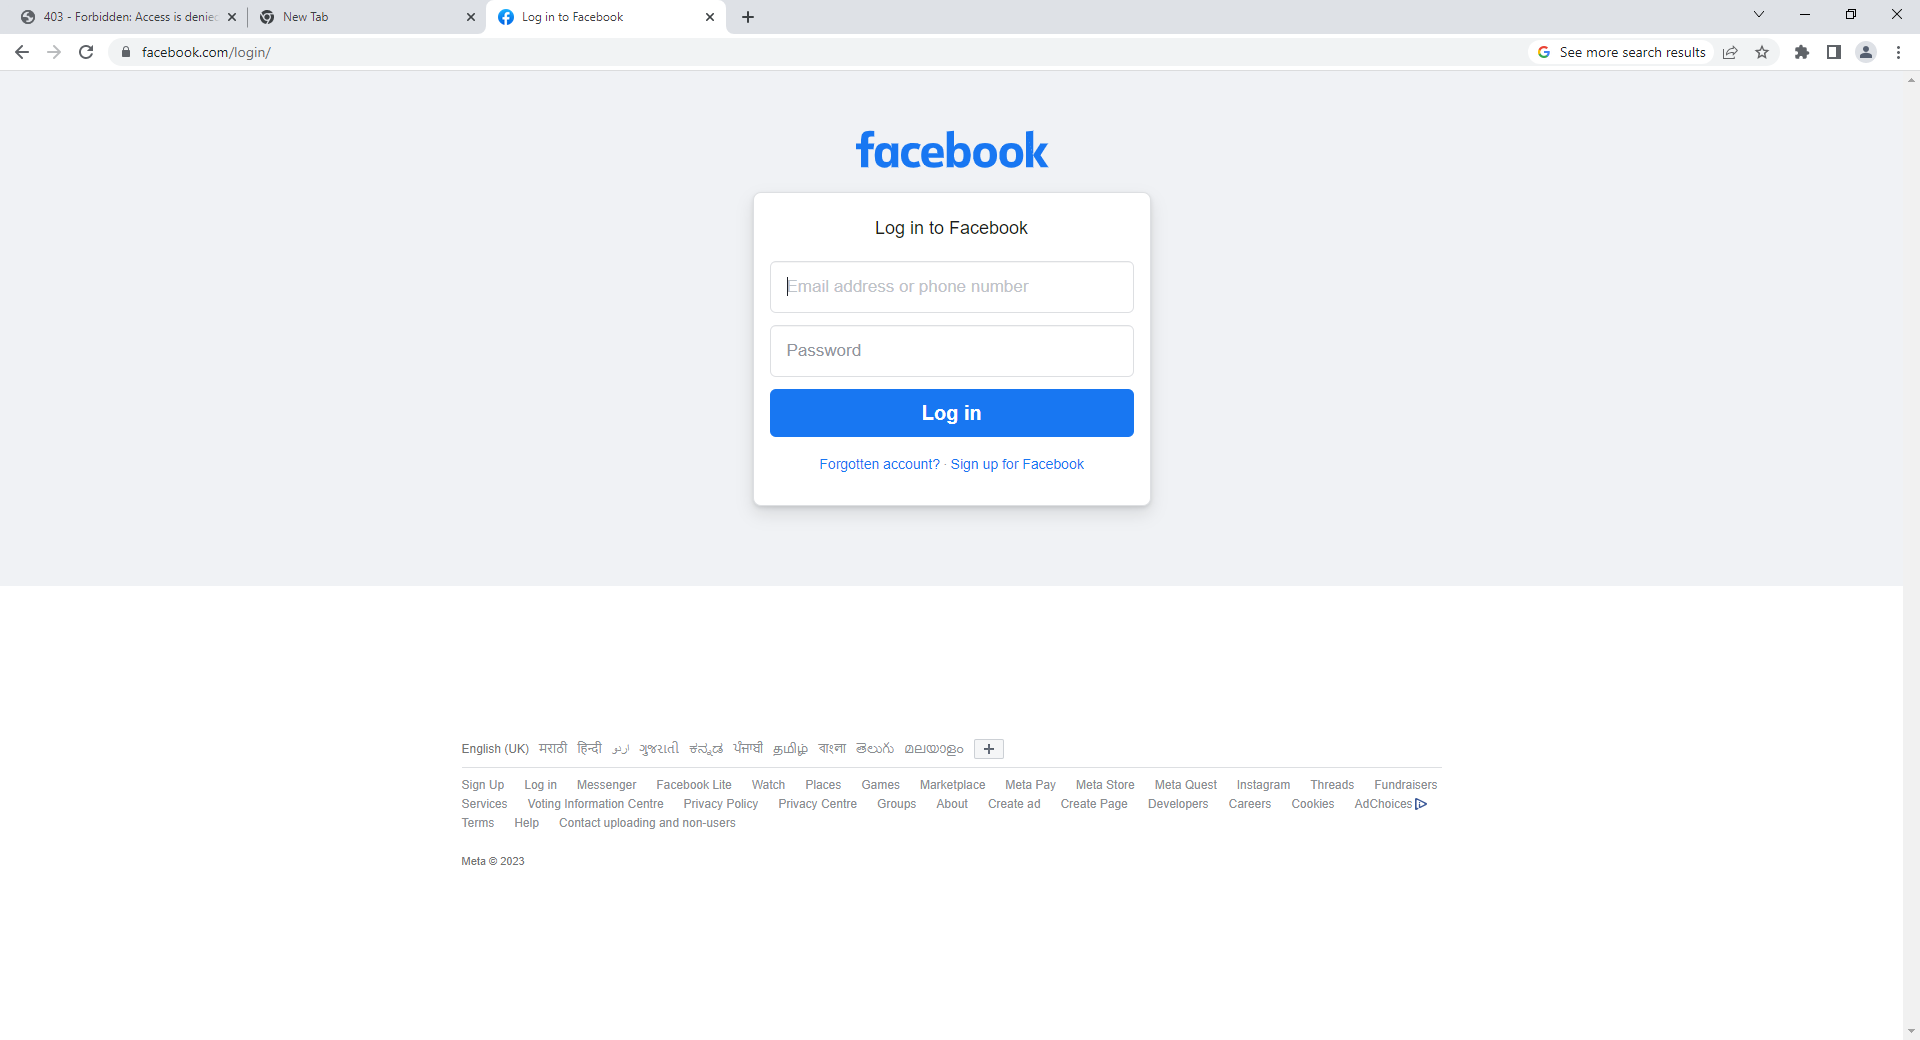 403 - Forbidden: Access is denied
New Tab
Log in to Facebook
facebook.com/login/
See more search results
facebook
Log in to Facebook
Email address or phone number
Password
Log in
Forgotten account? · Sign up for Facebook
English (UK) मराठी हिन्दी اردو ગુજરાતી ಕನ್ನಡ ਪੰਜਾਬੀ தமிழ் বাংলা తెలుగు മലയാളം
Sign Up Log in Messenger Facebook Lite Watch Places Games Marketplace Meta Pay Meta Store Meta Quest Instagram Threads Fundraisers
Services Voting Information Centre Privacy Policy Privacy Centre Groups About Create ad Create Page Developers Careers Cookies AdChoices
Terms Help Contact uploading and non-users
Meta © 2023